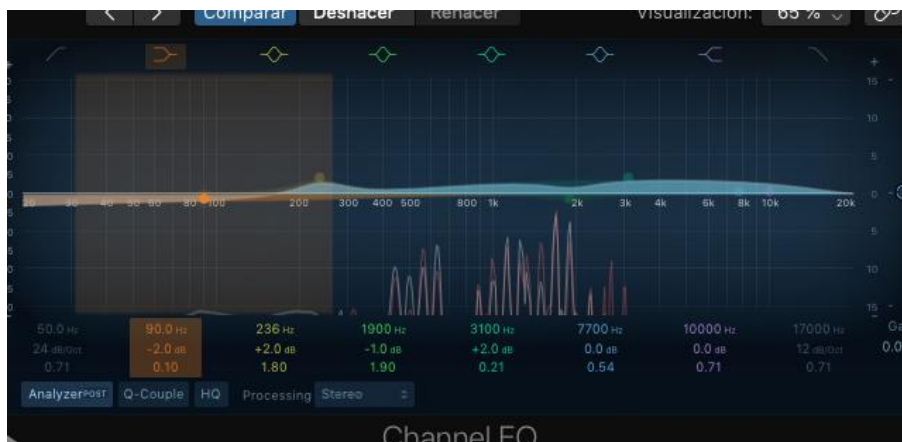 Comparar Deshacer Rehacer Visualización: 65 %
+ +
15
10
5
0 0
20 30 40 50 60 80 100 200 300 400 500 800 1k 2k 3k 4k 6k 8k 10k 20k
5 5
10
15
- -
50.0 Hz 90.0 Hz 236 Hz 1900 Hz 3100 Hz 7700 Hz 10000 Hz 17000 Hz Ga
24 dB/Oct -2.0 dB +2.0 dB -1.0 dB +2.0 dB 0.0 dB 0.0 dB 12 dB/Oct 0.0
0.71 0.10 1.80 1.90 0.21 0.54 0.71 0.71
Analyzer POST Q-Couple HQ Processing Stereo
Channel EQ